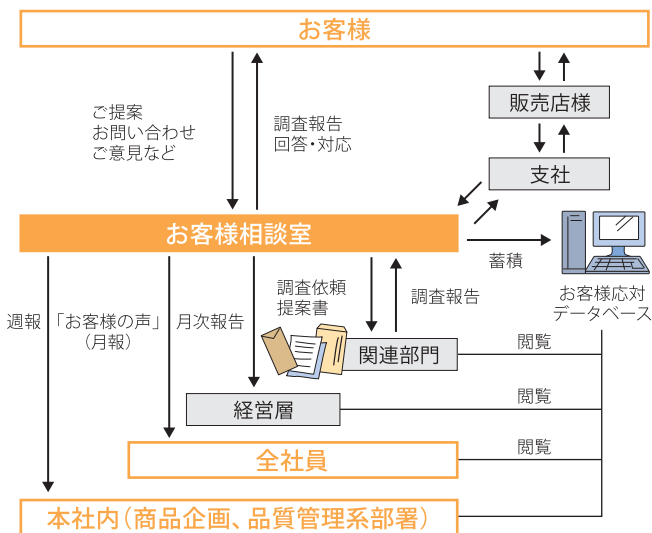 お客様
販売店様
ご提案
お問い合わせ
ご意見など
調査報告
回答・対応
支社
お客様相談室
蓄積
お客様応対
データベース
週報
「お客様の声」
（月報）
月次報告
調査依頼
提案書
調査報告
関連部門
閲覧
経営層
閲覧
全社員
閲覧
本社内（商品企画、品質管理系部署）